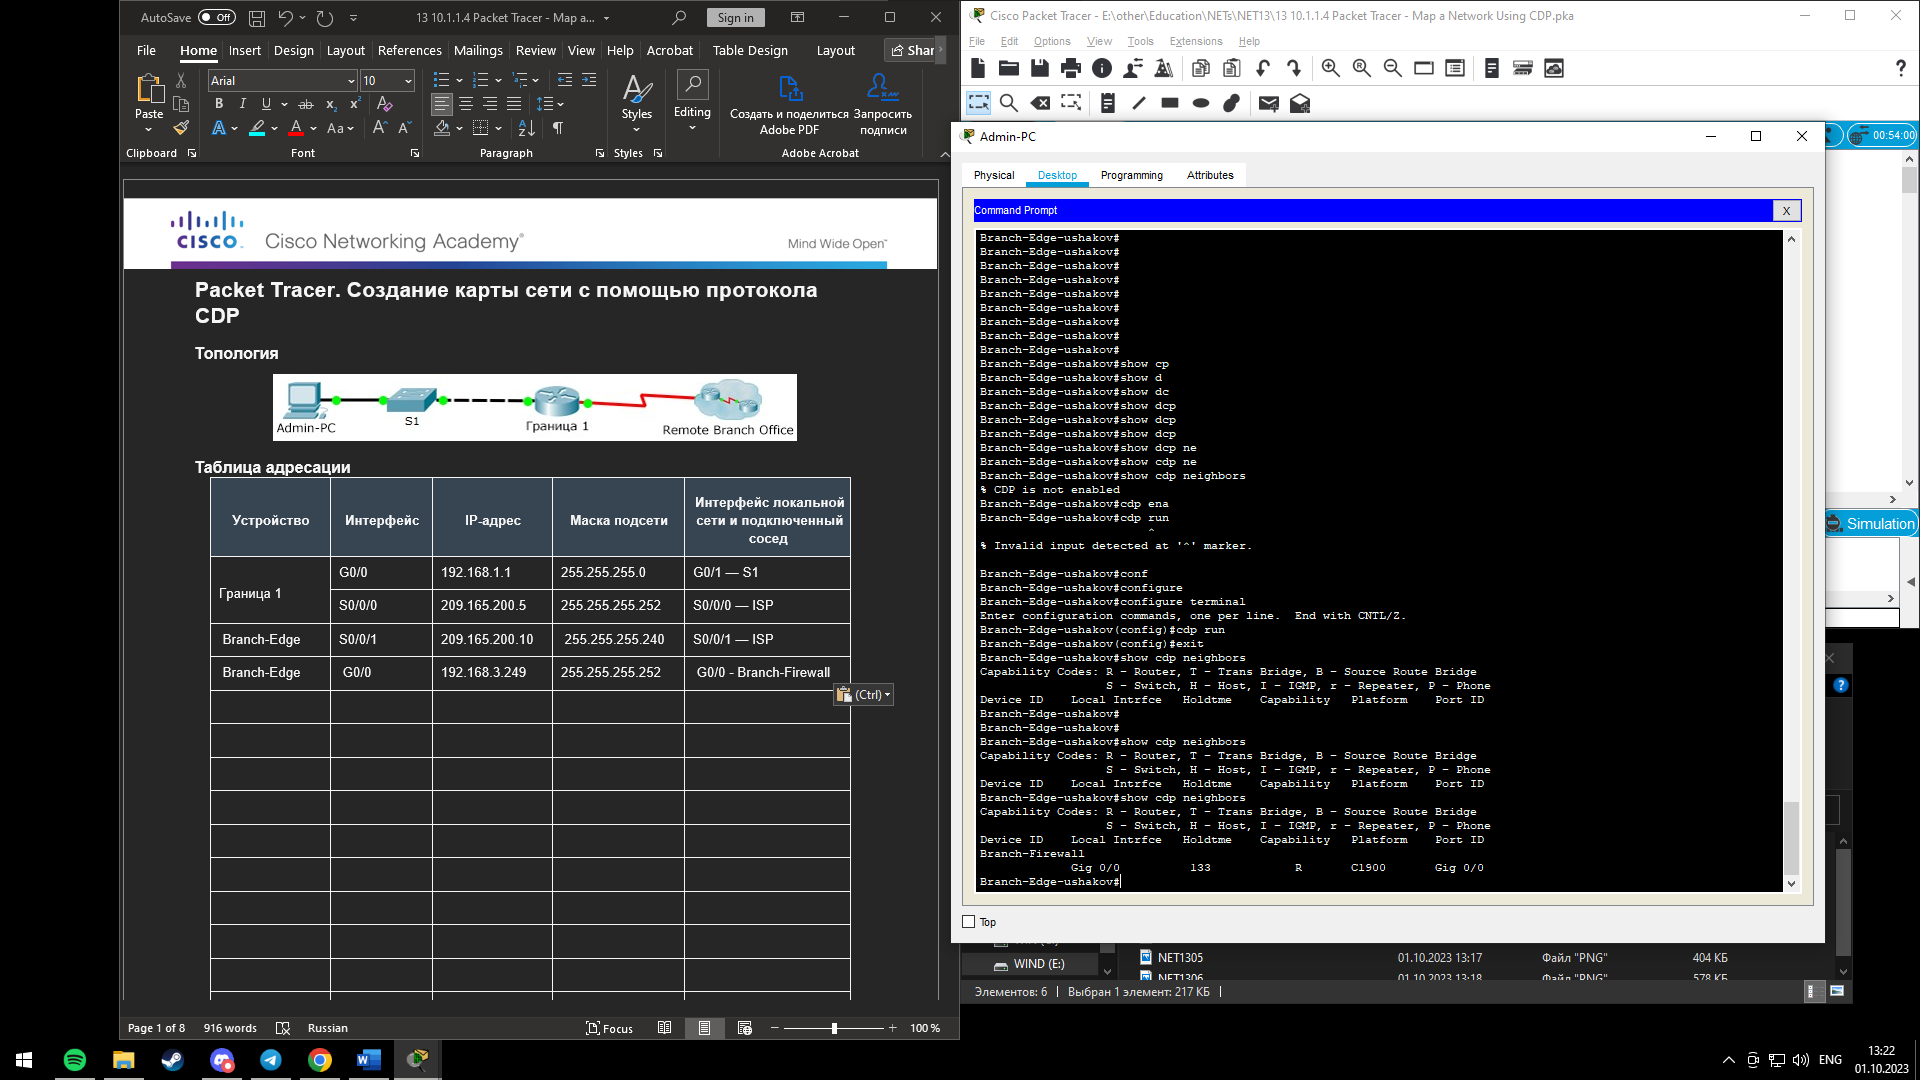 AutoSave
Off
13 10.1.1.4 Packet Tracer - Map a...
Sign in
File
Home
Insert
Design
Layout
References
Mailings
Review
View
Help
Acrobat
Table Design
Layout
Shar
Paste
Clipboard
Arial
10
B I U ab x₂ x²
Aa
Font
Paragraph
Styles
Styles
Editing
Создать и поделиться
Adobe PDF
Запросить
подписи
Adobe Acrobat
CISCO
Cisco Networking Academy®
Mind Wide Open™
Packet Tracer. Создание карты сети с помощью протокола
CDP
Топология
Admin-PC
S1
Граница 1
Remote Branch Office
Таблица адресации
Устройство
Интерфейс
IP-адрес
Маска подсети
Интерфейс локальной
сети и подключенный
сосед
Граница 1
G0/0
192.168.1.1
255.255.255.0
G0/1 — S1
S0/0/0
209.165.200.5
255.255.255.252
S0/0/0 — ISP
Branch-Edge
S0/0/1
209.165.200.10
255.255.255.240
S0/0/1 — ISP
Branch-Edge
G0/0
192.168.3.249
255.255.255.252
G0/0 - Branch-Firewall
(Ctrl)
Page 1 of 8
916 words
Russian
Focus
100 %
Cisco Packet Tracer - E:\other\Education\NETs\NET13\13 10.1.1.4 Packet Tracer - Map a Network Using CDP.pka
File
Edit
Options
View
Tools
Extensions
Help
?
00:54:00
Simulation
Admin-PC
Physical
Desktop
Programming
Attributes
Command Prompt
X
Branch-Edge-ushakov#
Branch-Edge-ushakov#
Branch-Edge-ushakov#
Branch-Edge-ushakov#
Branch-Edge-ushakov#
Branch-Edge-ushakov#
Branch-Edge-ushakov#
Branch-Edge-ushakov#
Branch-Edge-ushakov#
Branch-Edge-ushakov#show cp
Branch-Edge-ushakov#show d
Branch-Edge-ushakov#show dc
Branch-Edge-ushakov#show dcp
Branch-Edge-ushakov#show dcp
Branch-Edge-ushakov#show dcp
Branch-Edge-ushakov#show dcp ne
Branch-Edge-ushakov#show cdp ne
Branch-Edge-ushakov#show cdp neighbors
% CDP is not enabled
Branch-Edge-ushakov#cdp ena
Branch-Edge-ushakov#cdp run
^
% Invalid input detected at '^' marker.
Branch-Edge-ushakov#conf
Branch-Edge-ushakov#configure
Branch-Edge-ushakov#configure terminal
Enter configuration commands, one per line.  End with CNTL/Z.
Branch-Edge-ushakov(config)#cdp run
Branch-Edge-ushakov(config)#exit
Branch-Edge-ushakov#show cdp neighbors
Capability Codes: R - Router, T - Trans Bridge, B - Source Route Bridge
S - Switch, H - Host, I - IGMP, r - Repeater, P - Phone
Device ID    Local Intrfce   Holdtme    Capability   Platform    Port ID
Branch-Edge-ushakov#
Branch-Edge-ushakov#
Branch-Edge-ushakov#show cdp neighbors
Capability Codes: R - Router, T - Trans Bridge, B - Source Route Bridge
S - Switch, H - Host, I - IGMP, r - Repeater, P - Phone
Device ID    Local Intrfce   Holdtme    Capability   Platform    Port ID
Branch-Edge-ushakov#show cdp neighbors
Capability Codes: R - Router, T - Trans Bridge, B - Source Route Bridge
S - Switch, H - Host, I - IGMP, r - Repeater, P - Phone
Device ID    Local Intrfce   Holdtme    Capability   Platform    Port ID
Branch-Firewall
Gig 0/0          133            R       C1900       Gig 0/0
Branch-Edge-ushakov#
Top
WIND (E:)
NET1305
01.10.2023 13:17
Файл "PNG"
404 КБ
NET1306
01.10.2023 13:18
Файл "PNG"
578 КБ
Элементов: 6
Выбран 1 элемент: 217 КБ
ENG
13:22
01.10.2023